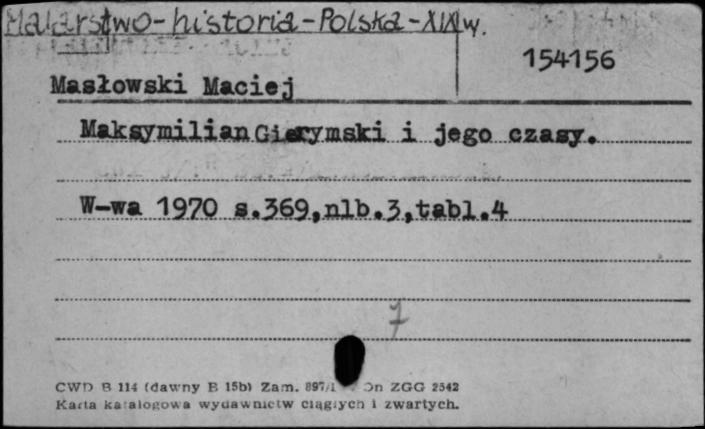 Malarstwo-historia-Polska-XIX w.
154156
Masłowski Maciej
Maksymilian Gierymski i jego czasy.
W-wa 1970 s.369,nlb.3,tabl.4
7
CWD B 114 (dawny B 15b) Zam. 897/1 Dn ZGG 2542
Karta katalogowa wydawnictw ciągłych i zwartych.